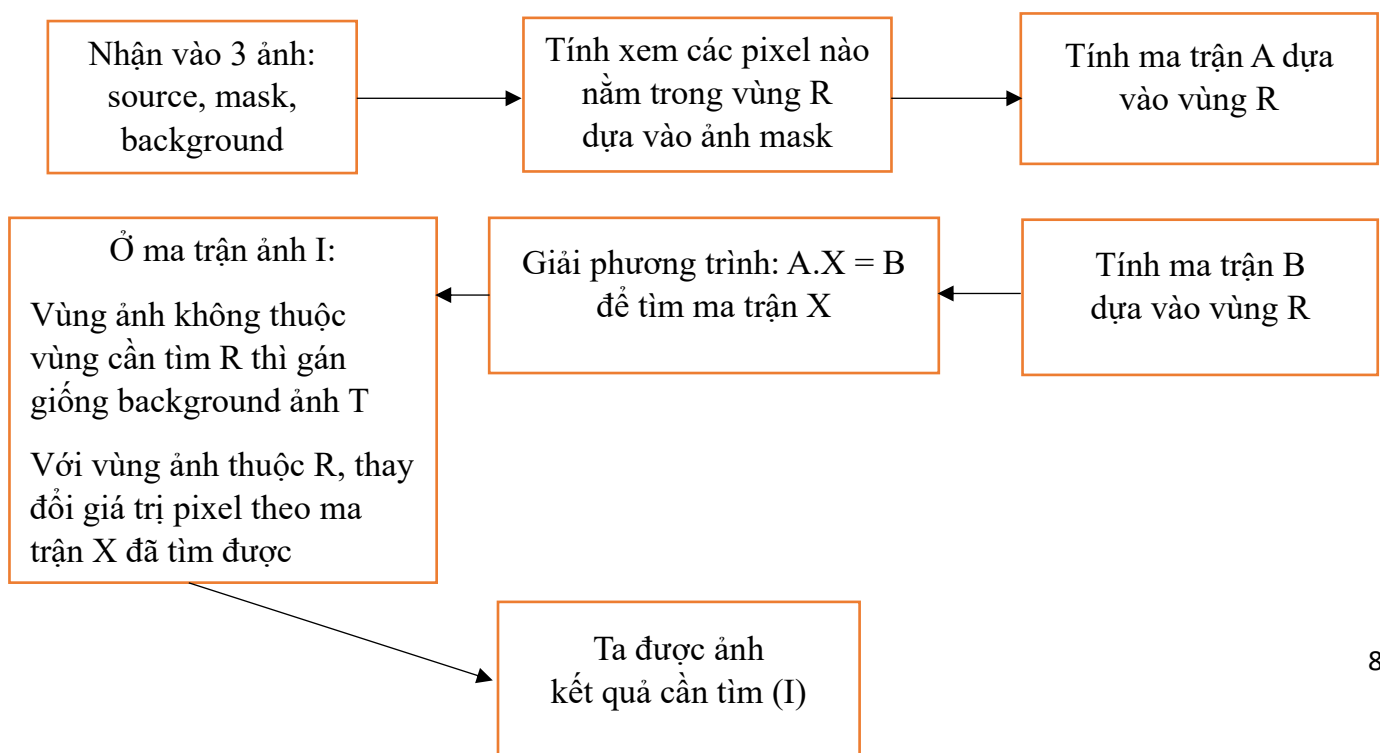 Nhận vào 3 ảnh:
source, mask,
background
Tính xem các pixel nào
nằm trong vùng R
dựa vào ảnh mask
Tính ma trận A dựa
vào vùng R
Tính ma trận B
dựa vào vùng R
Giải phương trình: A.X = B
để tìm ma trận X
Ở ma trận ảnh I:
Vùng ảnh không thuộc
vùng cần tìm R thì gán
giống background ảnh T
Với vùng ảnh thuộc R, thay
đổi giá trị pixel theo ma
trận X đã tìm được
Ta được ảnh
kết quả cần tìm (I)
8